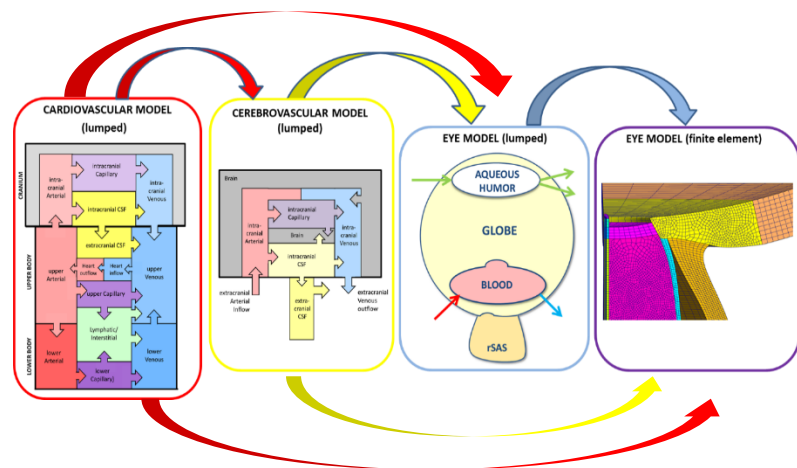 CARDIOVASCULAR MODEL
(lumped)
CRANIUM
UPPER BODY
LOWER BODY
intra-
cranial
Arterial
intracranial
Capillary
intra-
cranial
Venous
intracranial CSF
extracranial CSF
upper
Arterial
Heart
outflow
Heart
inflow
upper
Venous
upper Capillary
Symphatic/
Interstitial
lower
Arterial
lower
Capillary)
lower
Venous
CEREBROVASCULAR MODEL
(lumped)
Brain
intra-
cranial
Arterial
intracranial
Capillary
Brain
intra-
cranial
Venous
intracranial
CSF
extracranial
Arterial
Inflow
extra-
cranial
CSF
extracranial
Venous
outflow
EYE MODEL (lumped)
AQUEOUS
HUMOR
GLOBE
BLOOD
rSAS
EYE MODEL (finite element)